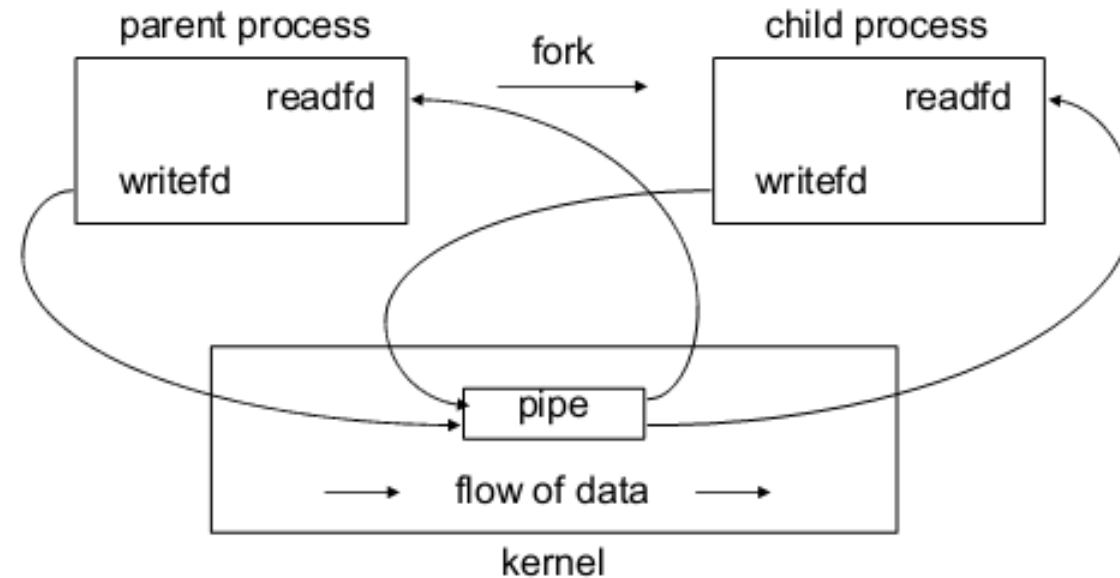 parent process
fork
child process
readfd
readfd
writefd
writefd
pipe
flow of data
kernel